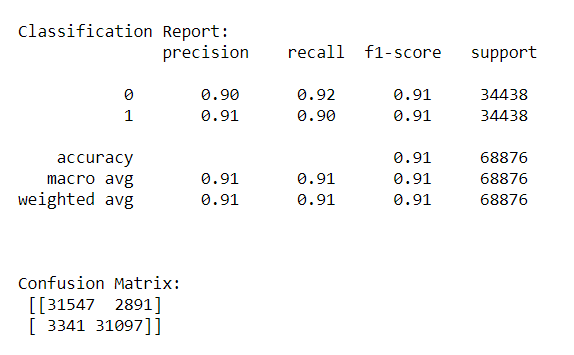 Classification Report:
precision recall f1-score support
0 0.90 0.92 0.91 34438
1 0.91 0.90 0.91 34438
accuracy 0.91 68876
macro avg 0.91 0.91 0.91 68876
weighted avg 0.91 0.91 0.91 68876
Confusion Matrix:
[[31547 2891]
[ 3341 31097]]